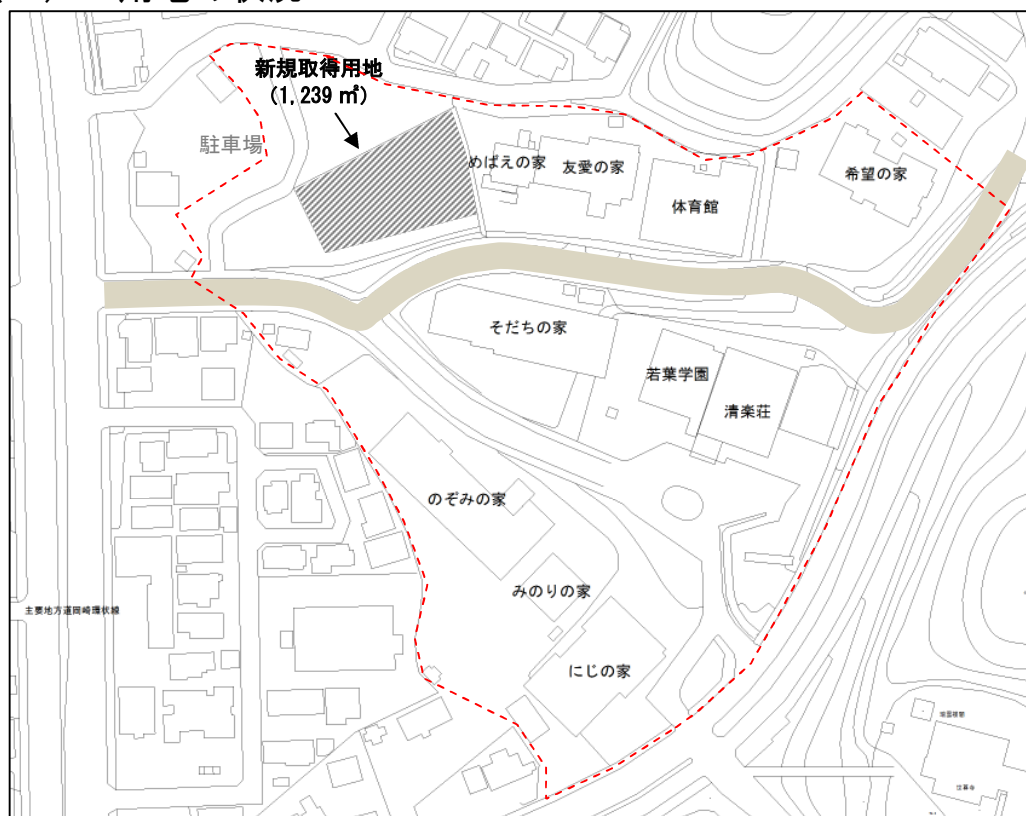 新規取得用地
(1,239 ㎡)
駐車場
めばえの家
友愛の家
体育館
希望の家
そだちの家
若葉学園
清楽荘
のぞみの家
みのりの家
にじの家
主要地方道岡崎環状線